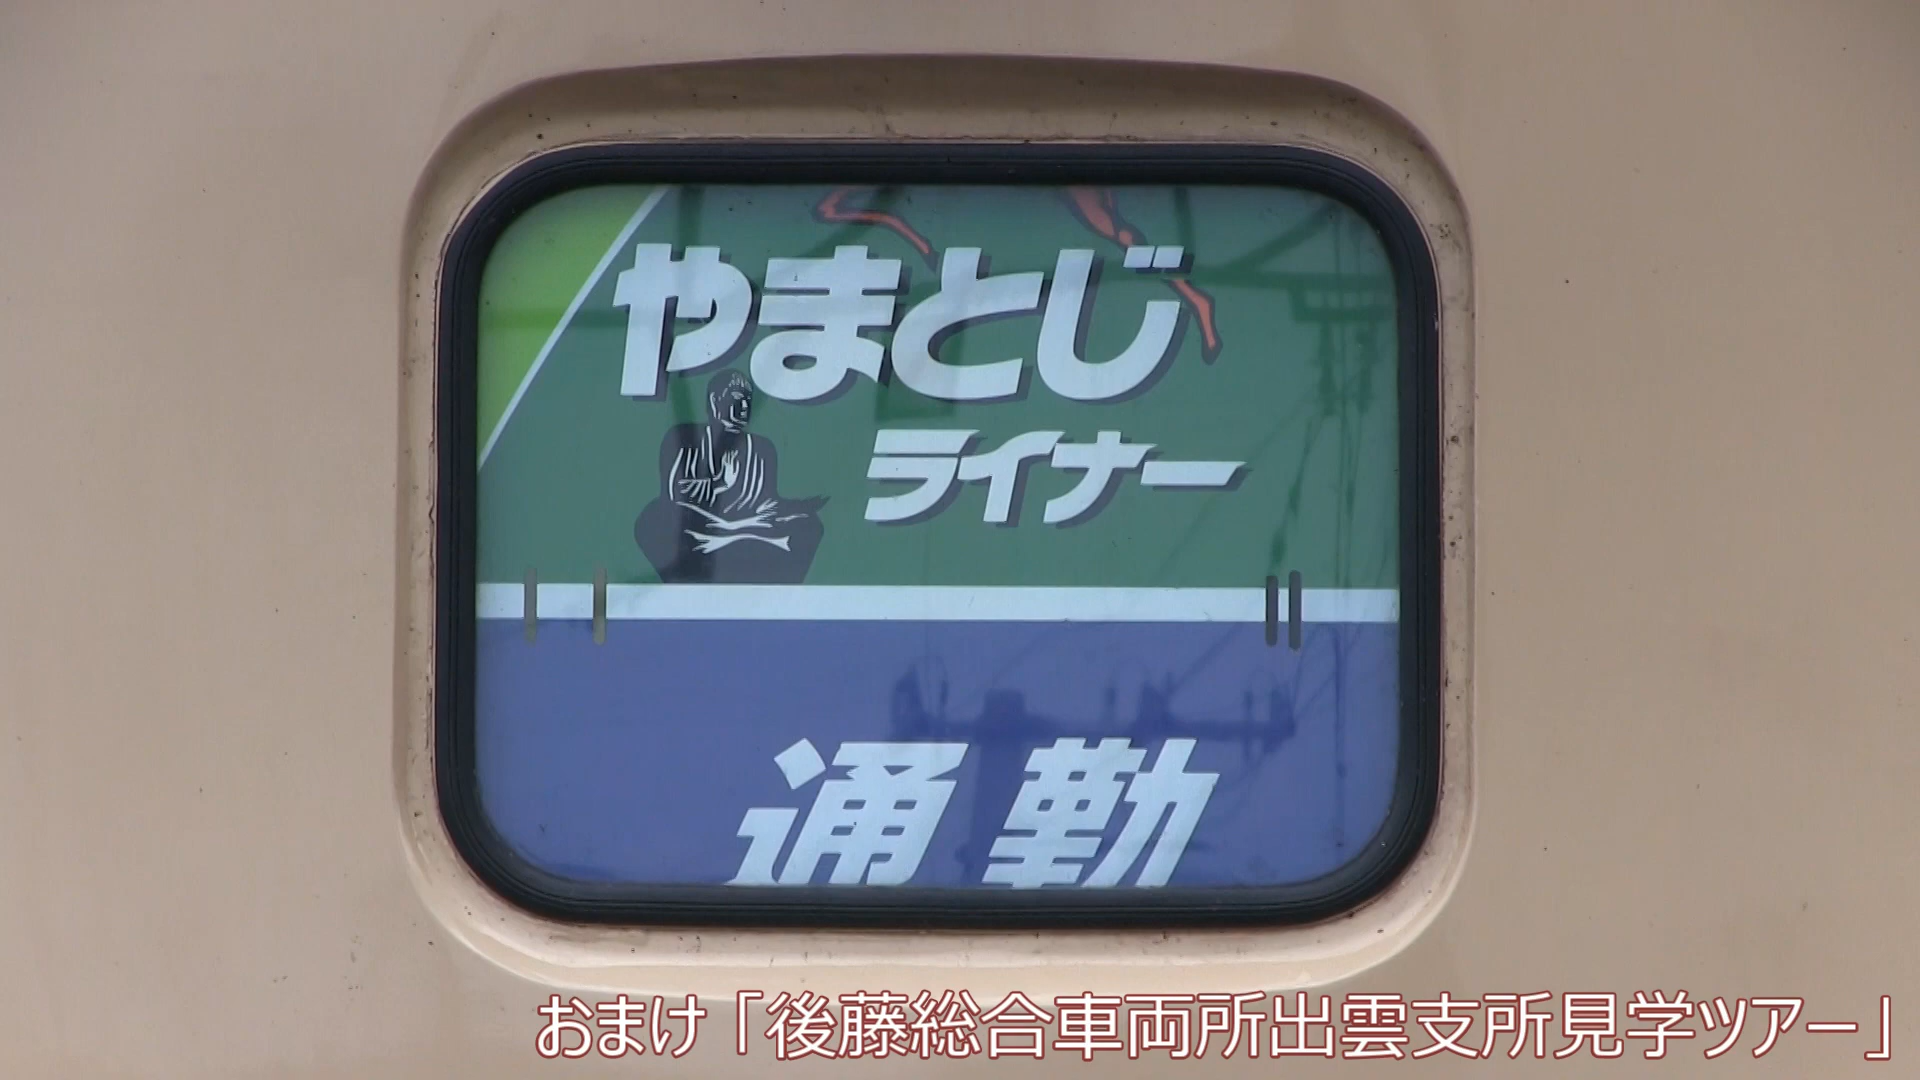 やまとじ
ライナー
通勤
おまけ「後藤総合車両所出雲支所見学ツアー」